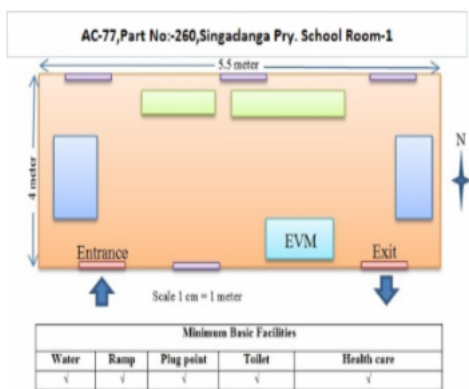 AC-77,Part No:-260,Singadanga Pry. School Room-1
5.5 meter
4 meter
N
EVM
Entrance
Exit
Scale 1 cm = 1 meter
Minimum Basic Facilities
Water Ramp Plug point Toilet Health care
√ √ √ √ √